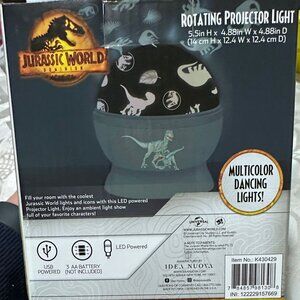 ROTATING PROJECTOR LIGHT
5.5in H x 4.88in W x 4.88in D
(14 cm H x 12.4 W x 12.4 cm D)
JURASSIC WORLD
DOMINION
Fill your room with the coolest
Jurassic World lights and icons with this LED powered
Projector Light. Enjoy an ambient light show
full of your favorite characters!
MULTICOLOR
DANCING
LIGHTS!
USB
POWERED
3 AA BATTERY
(NOT INCLUDED)
LED Powered
UNIVERSAL
IDEA NUOVA
Item No.: K430429
INI: 122229157669